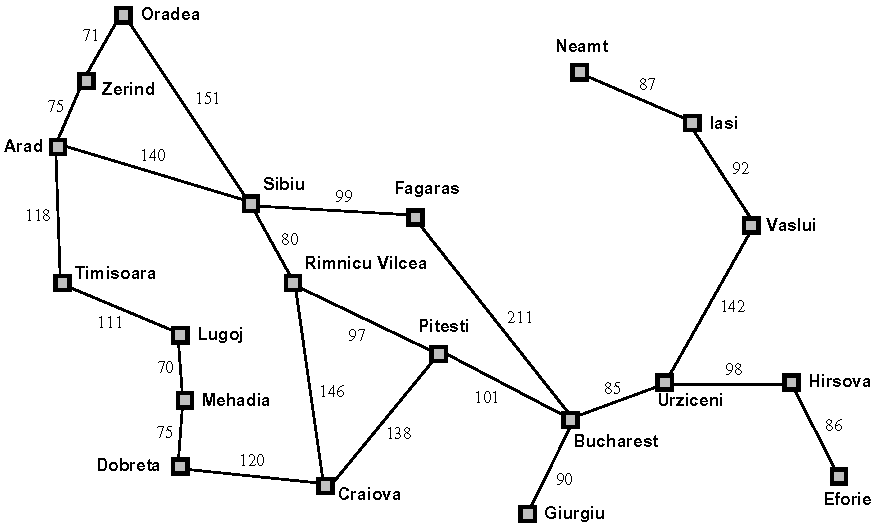 Oradea
71
Neamt
Zerind
87
151
75
Iasi
Arad
140
92
Sibiu
Fagaras
99
118
Vaslui
80
Timisoara
Rimnicu Vilcea
142
111
211
Lugoj
97
Pitesti
70
98
Hirsova
85
146
101
Urziceni
Mehadia
86
75
138
Bucharest
Dobreta
120
90
Craiova
Eforie
Giurgiu